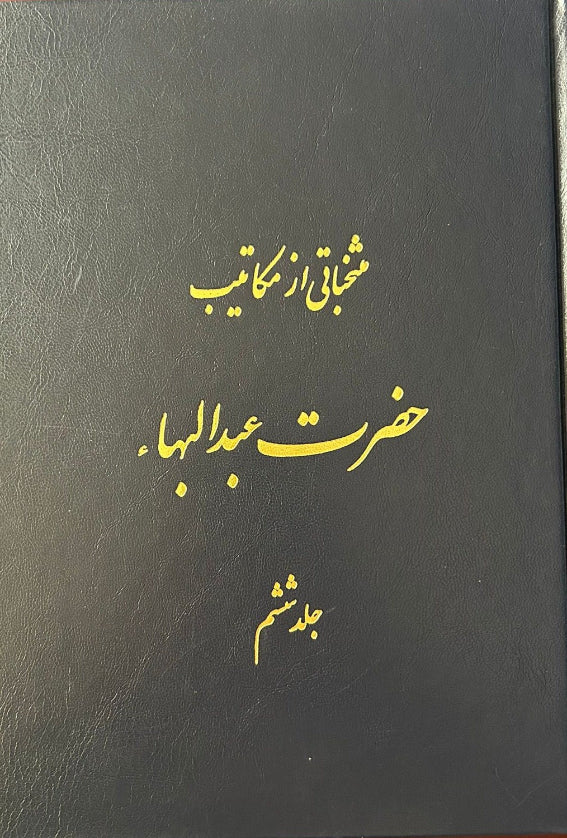 منتخباتی از مکاتیب
حضرت عبدالبهاء
جلد ششم